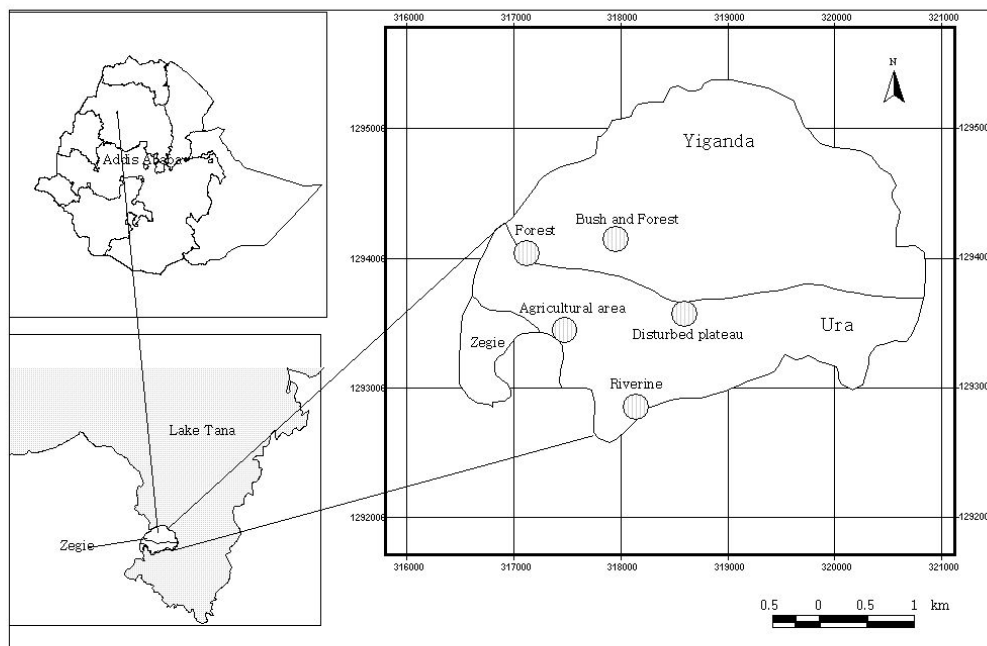 316000 317000 318000 319000 320000 321000
N
1295000 1295000
Yiganda
Addis Ababa
Bush and Forest
Forest
1294000 1294000
Agricultural area
Ura
Disturbed plateau
Zegie
1293000 1293000
Riverine
Lake Tana
1292000 1292000
Zegie
316000 317000 318000 319000 320000 321000
0.5 0 0.5 1 km